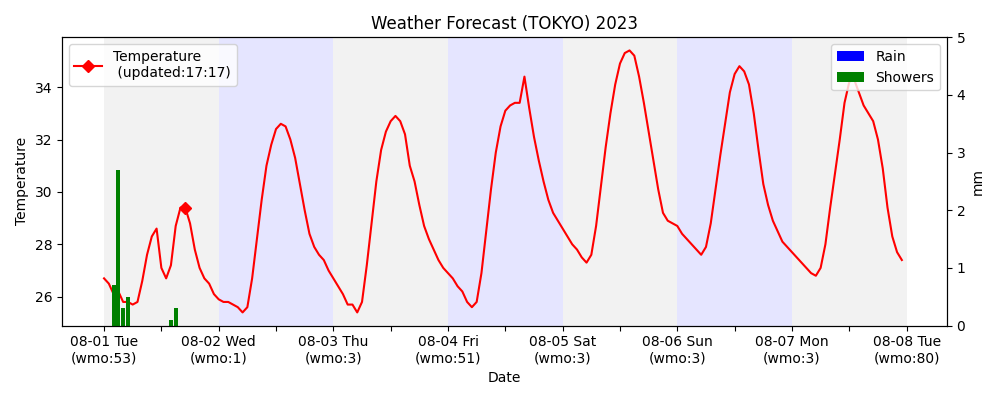 Weather Forecast (TOKYO) 2023
Temperature
(updated:17:17)
Rain
Showers
Temperature
34
32
30
28
26
5
4
3
2
1
0
mm
08-01 Tue
(wmo:53)
08-02 Wed
(wmo:1)
08-03 Thu
(wmo:3)
08-04 Fri
(wmo:51)
08-05 Sat
(wmo:3)
08-06 Sun
(wmo:3)
08-07 Mon
(wmo:3)
08-08 Tue
(wmo:80)
Date